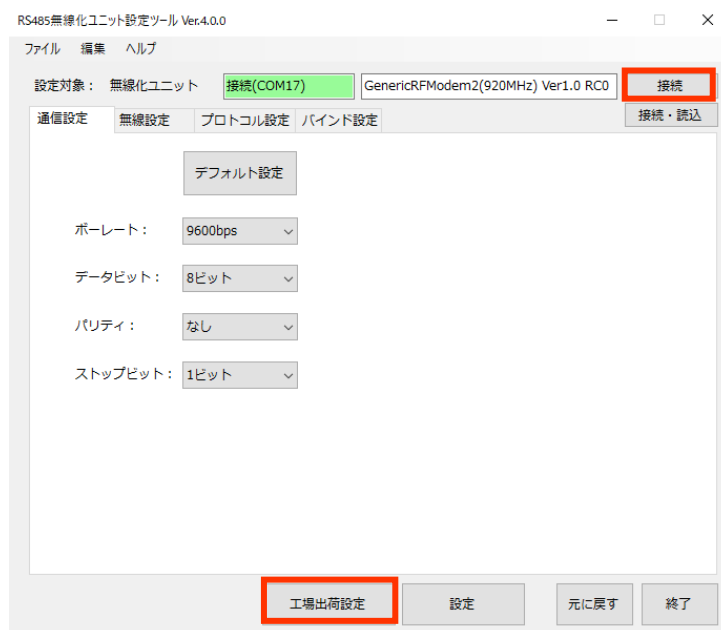 RS485無線化ユニット設定ツール Ver.4.0.0
ファイル 編集 ヘルプ
設定対象： 無線化ユニット 接続(COM17) GenericRFModem2(920MHz) Ver1.0 RC0 接続
通信設定 無線設定 プロトコル設定 バインド設定 接続・読込
デフォルト設定
ボーレート： 9600bps
データビット： 8ビット
パリティ： なし
ストップビット： 1ビット
工場出荷設定 設定 元に戻す 終了